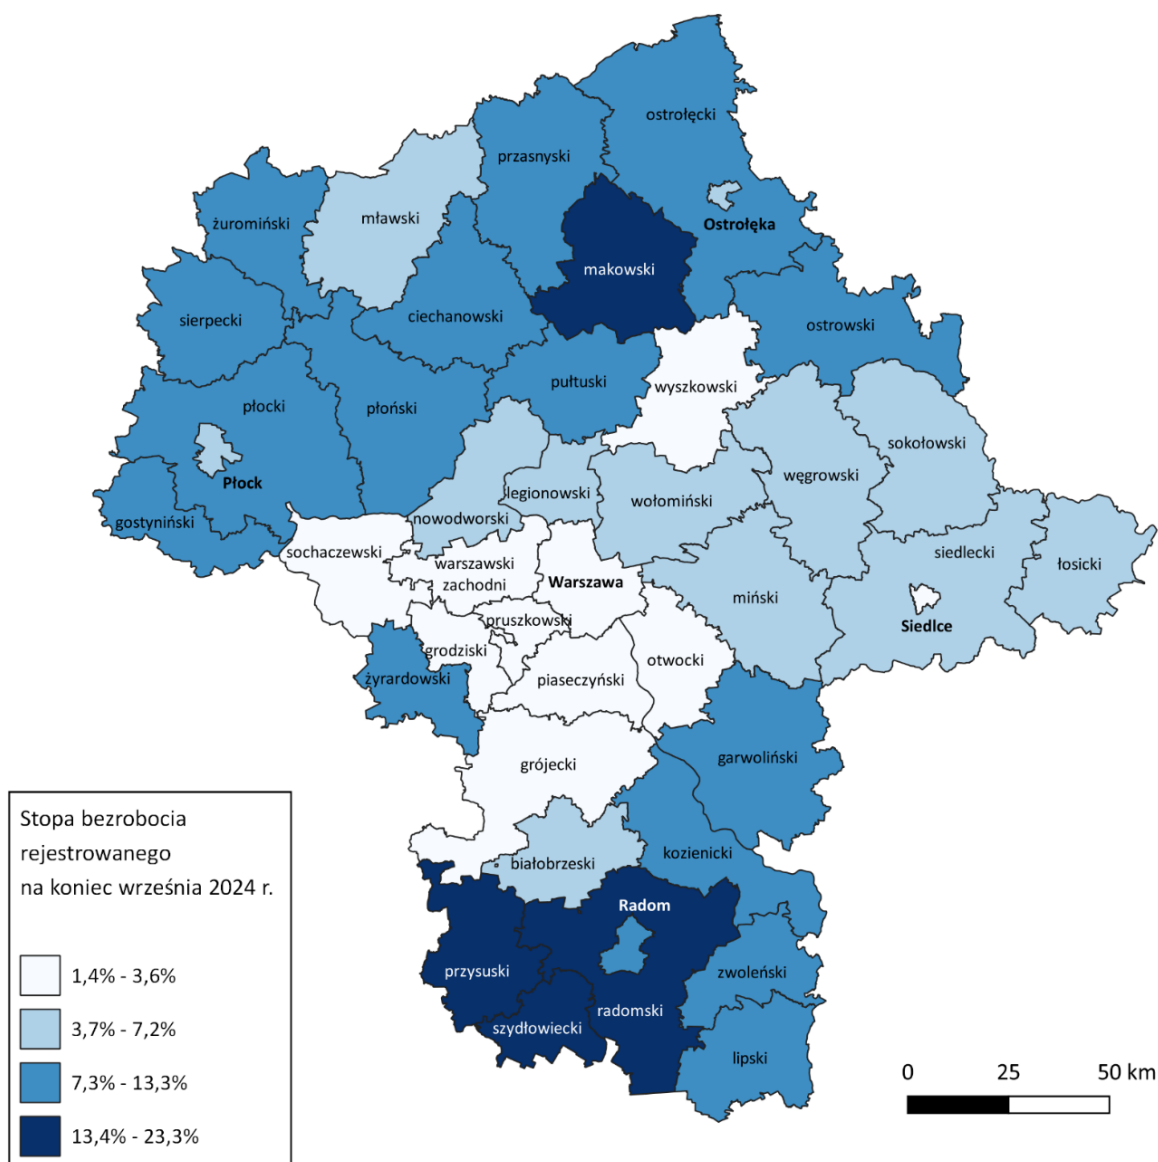 ostrołęcki
przasnyski
żuromiński
mławski
Ostrołęka
makowski
sierpecki
ciechanowski
ostrowski
pułtuski
wyszkowski
płocki
płoński
sokołowski
węgrowski
Płock
legionowski
wołomiński
gostyniński
nowodworski
sochaczewski
siedlecki
warszawski
zachodni
Warszawa
łosicki
miński
pruszkowski
Siedlce
grodziski
otwocki
żyrardowski
piaseczyński
garwoliński
grójecki
białobrzeski
kozienicki
Radom
przysuski
zwoleński
radomski
szydłowiecki
lipski
Stopa bezrobocia
rejestrowanego
na koniec września 2024 r.
1,4% - 3,6%
3,7% - 7,2%
7,3% - 13,3%
13,4% - 23,3%
0 25 50 km